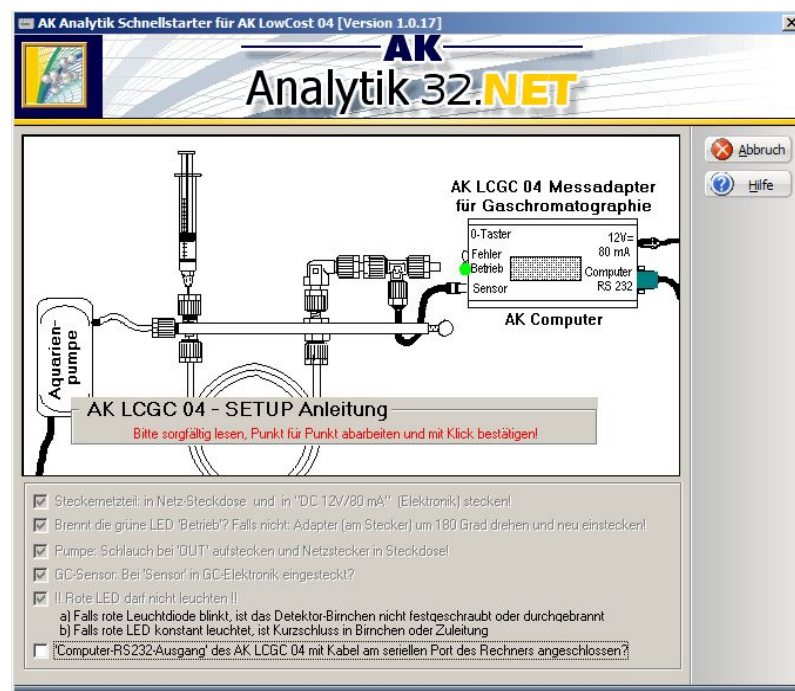 AK Analytik Schnellstarter für AK LowCost 04 [Version 1.0.17]
AK
Analytik 32.NET
Abbruch
Hilfe
AK LCGC 04 Messadapter
für Gaschromatographie
0-Taster
12V=
Fehler
80 mA
Betrieb
Computer
Sensor
RS 232
AK Computer
Aquarien-
pumpe
AK LCGC 04 - SETUP Anleitung
Bitte sorgfältig lesen, Punkt für Punkt abarbeiten und mit Klick bestätigen!
Steckernetzteil: in Netz-Steckdose und in "DC 12V/80 mA" (Elektronik) stecken!
Brennt die grüne LED 'Betrieb'? Falls nicht: Adapter (am Stecker) um 180 Grad drehen und neu einstecken!
Pumpe: Schlauch bei 'OUT' aufstecken und Netzstecker in Steckdose!
GC-Sensor: Bei 'Sensor' in GC-Elektronik eingesteckt?
!! Rote LED darf nicht leuchten !!
a) Falls rote Leuchtdiode blinkt, ist das Detektor-Birnchen nicht festgeschraubt oder durchgebrannt
b) Falls rote LED konstant leuchtet, ist Kurzschluss in Birnchen oder Zuleitung
'Computer-RS232-Ausgang' des AK LCGC 04 mit Kabel am seriellen Port des Rechners angeschlossen?